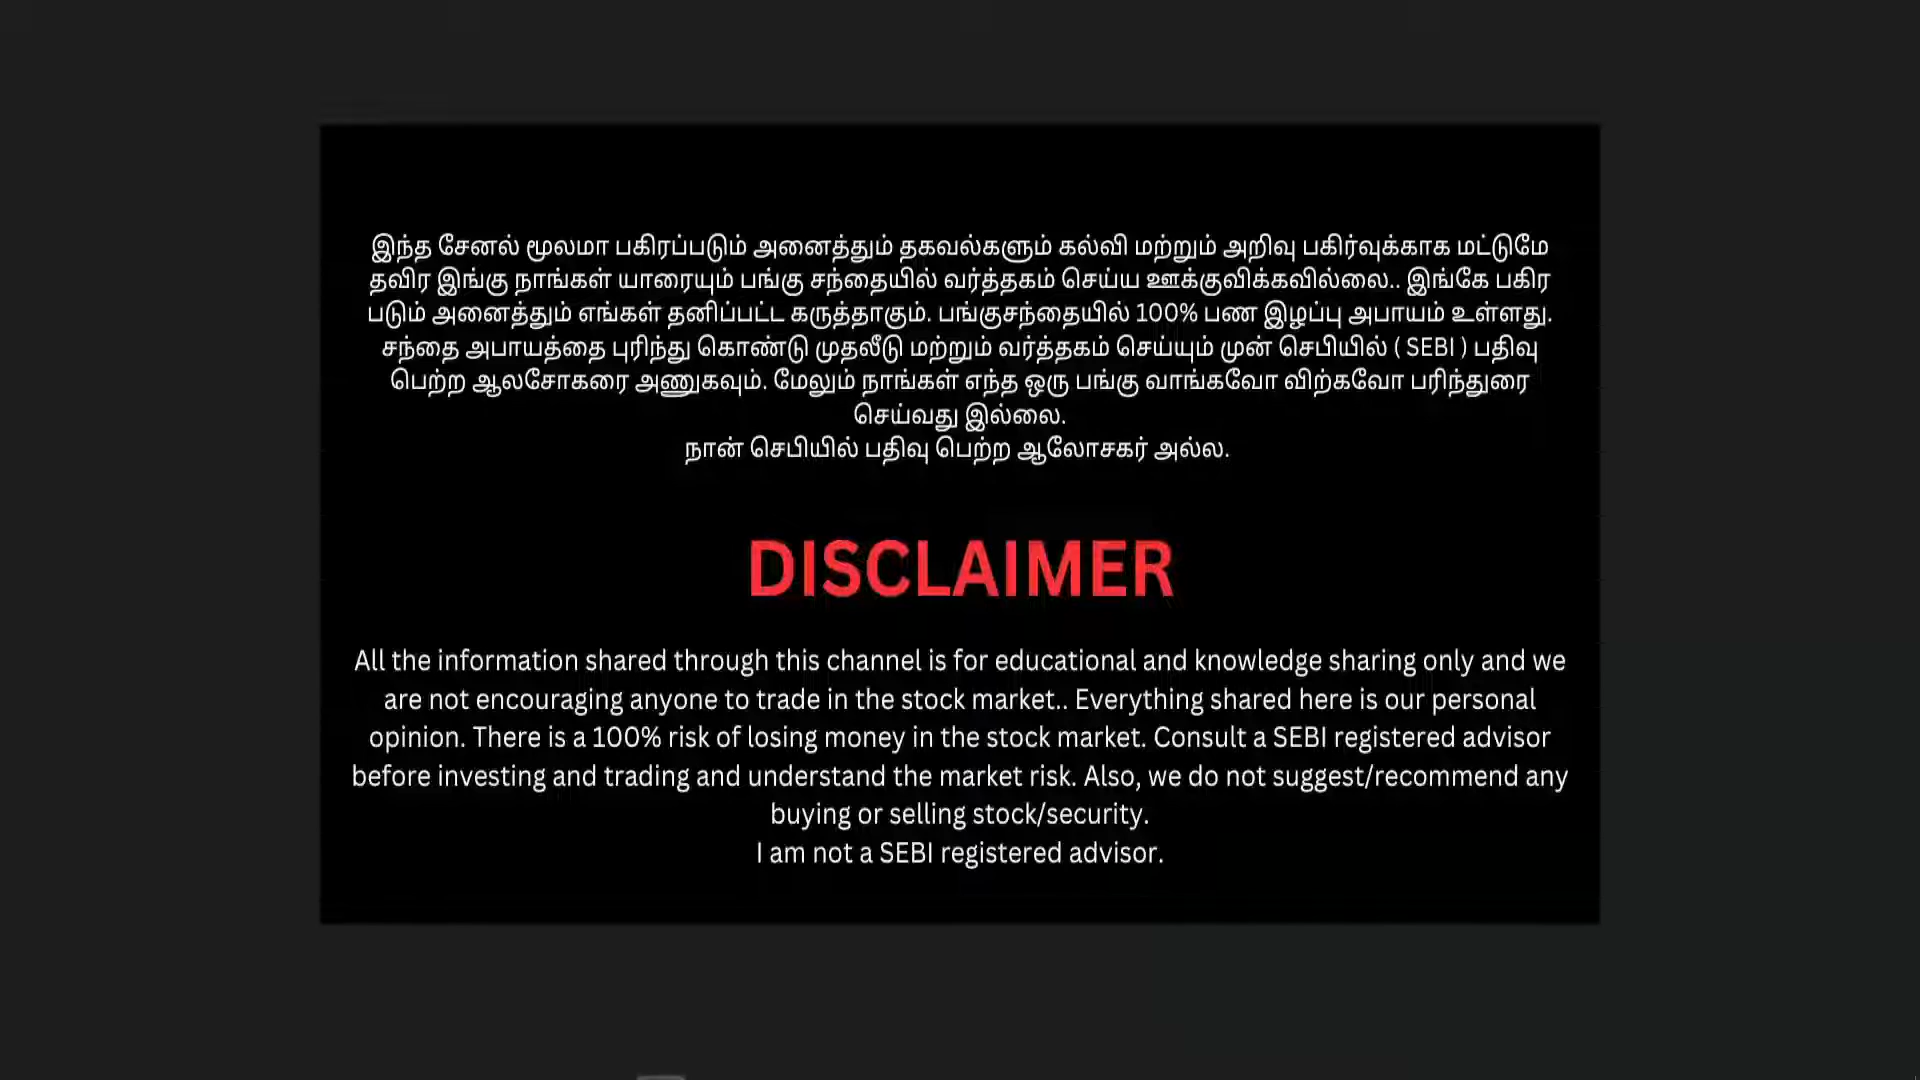 இந்த சேனல் மூலமா பகிரப்படும் அனைத்தும் தகவல்களும் கல்வி மற்றும் அறிவு பகிர்வுக்காக மட்டுமே
தவிர இங்கு நாங்கள் யாரையும் பங்கு சந்தையில் வர்த்தகம் செய்ய ஊக்குவிக்கவில்லை.. இங்கே பகிர
படும் அனைத்தும் எங்கள் தனிப்பட்ட கருத்தாகும். பங்குசந்தையில் 100% பண இழப்பு அபாயம் உள்ளது.
சந்தை அபாயத்தை புரிந்து கொண்டு முதலீடு மற்றும் வர்த்தகம் செய்யும் முன் செபியில் ( SEBI ) பதிவு
பெற்ற ஆலசோகரை அணுகவும். மேலும் நாங்கள் எந்த ஒரு பங்கு வாங்கவோ விற்கவோ பரிந்துரை
செய்வது இல்லை.
நான் செபியில் பதிவு பெற்ற ஆலோசகர் அல்ல.
DISCLAIMER
All the information shared through this channel is for educational and knowledge sharing only and we
are not encouraging anyone to trade in the stock market.. Everything shared here is our personal
opinion. There is a 100% risk of losing money in the stock market. Consult a SEBI registered advisor
before investing and trading and understand the market risk. Also, we do not suggest/recommend any
buying or selling stock/security.
I am not a SEBI registered advisor.